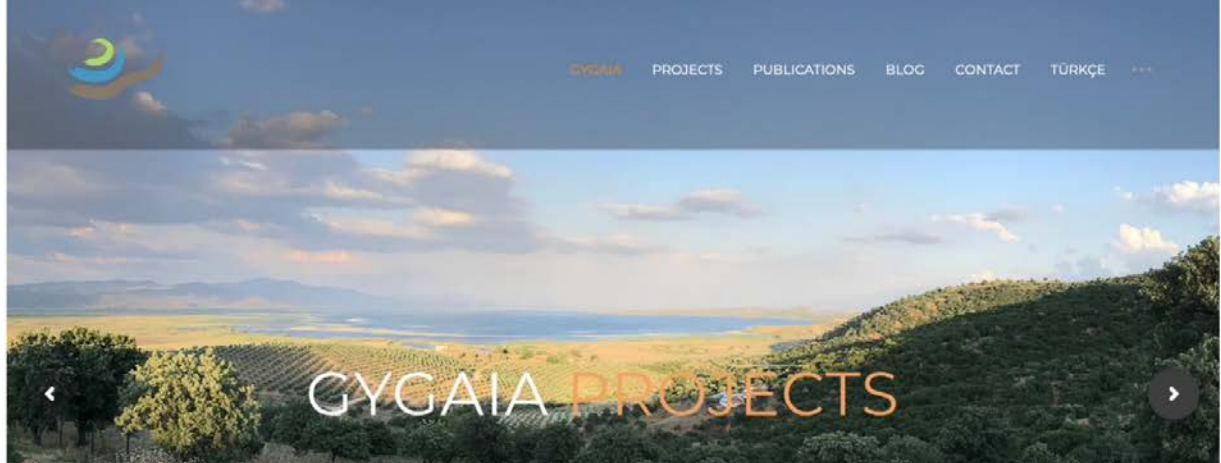 GYGAIA PROJECTS PUBLICATIONS BLOG CONTACT TÜRKÇE
GYGAIA PROJECTS